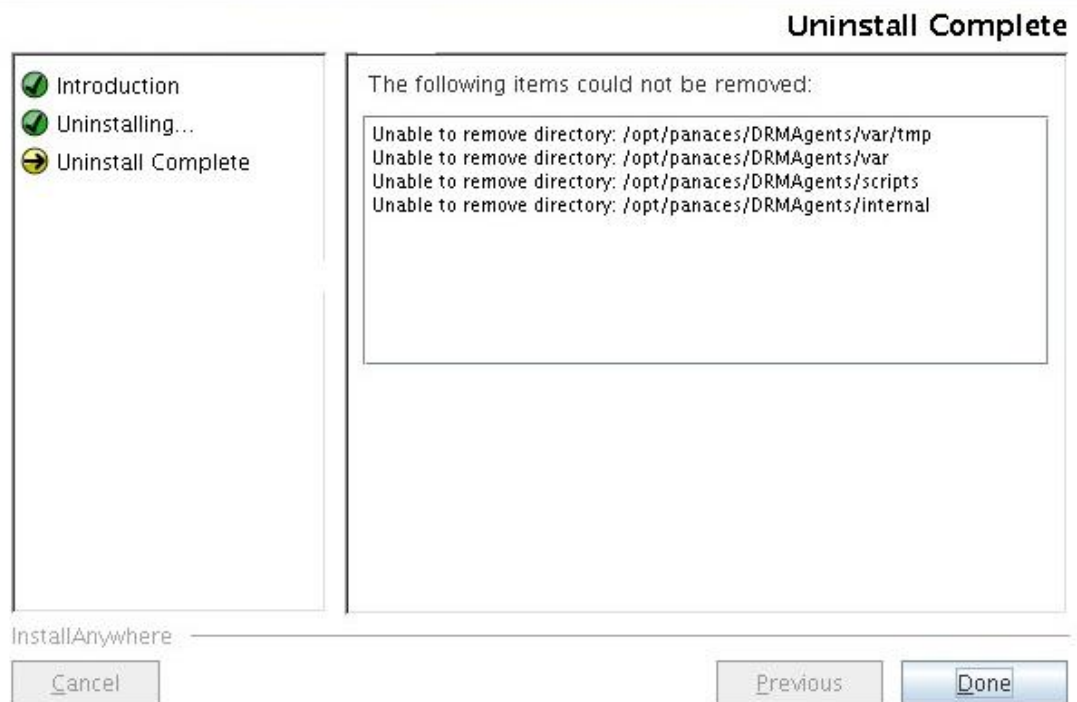 Uninstall Complete
Introduction
Uninstalling...
Uninstall Complete
The following items could not be removed:
Unable to remove directory: /opt/panaces/DRMAgents/var/tmp
Unable to remove directory: /opt/panaces/DRMAgents/var
Unable to remove directory: /opt/panaces/DRMAgents/scripts
Unable to remove directory: /opt/panaces/DRMAgents/internal
InstallAnywhere
Cancel
Previous
Done